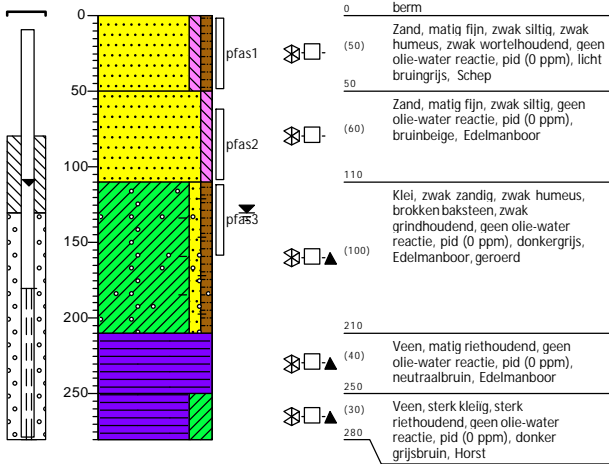 0
50
100
150
200
250
pfas1
pfas2
pfas3
0
berm
(50)
Zand, matig fijn, zwak siltig, zwak
humeus, zwak wortelhoudend, geen
olie-water reactie, pid (0 ppm), licht
bruingrijs, Schep
50
(60)
Zand, matig fijn, zwak siltig, geen
olie-water reactie, pid (0 ppm),
bruinbeige, Edelmanboor
110
(100)
Klei, zwak zandig, zwak humeus,
brokken baksteen, zwak
grindhoudend, geen olie-water
reactie, pid (0 ppm), donkergrijs,
Edelmanboor, geroerd
210
(40)
Veen, matig riethoudend, geen
olie-water reactie, pid (0 ppm),
neutraalbruin, Edelmanboor
250
(30)
Veen, sterk kleiïg, sterk
riethoudend, geen olie-water
reactie, pid (0 ppm), donker
grijsbruin, Horst
280